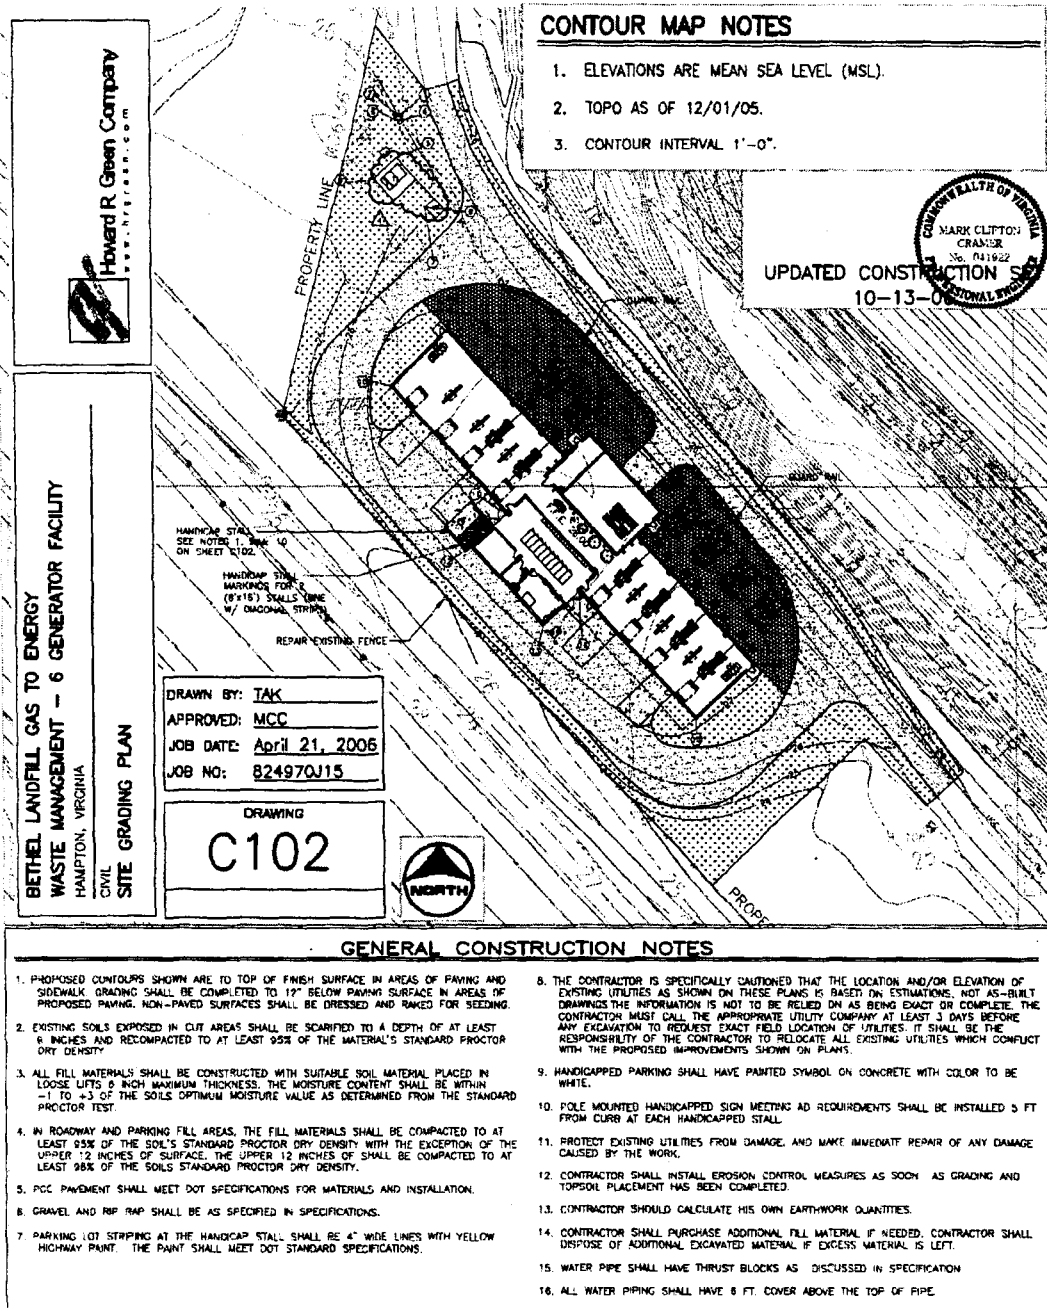 CONTOUR MAP NOTES
1. ELEVATIONS ARE MEAN SEA LEVEL (MSL).
2. TOPO AS OF 12/01/05.
3. CONTOUR INTERVAL 1'-0".
COMMONWEALTH OF VIRGINIA
MARK CLIFTON
CRAMER
No. 041922
PROFESSIONAL ENGINEER
UPDATED CONSTRUCTION
10-13-0
Howard R. Green Company
www.hrgreen.com
BETHEL LANDFILL GAS TO ENERGY
WASTE MANAGEMENT - 6 GENERATOR FACILITY
HAMPTON, VIRGINIA
CIVIL
SITE GRADING PLAN
PROPERTY LINE
GUARD RAIL
GUARD RAIL
HANDICAP STALL
SEE NOTES
ON SHEET C102.
HANDICAP STALL
MARKINGS FOR 2
(8'x18') STALLS (LINE
W/ DIAGONAL STRIPE)
REPAIR EXISTING FENCE
26
DRAWN BY: TAK
APPROVED: MCC
JOB DATE: April 21, 2006
JOB NO: 824970J15
DRAWING
C102
NORTH
GENERAL CONSTRUCTION NOTES
1. PROPOSED CONTOURS SHOWN ARE TO TOP OF FINISH SURFACE IN AREAS OF PAVING AND
SIDEWALK. GRADING SHALL BE COMPLETED TO 12" BELOW PAVING SURFACE IN AREAS OF
PROPOSED PAVING. NON-PAVED SURFACES SHALL BE DRESSED AND RAKED FOR SEEDING.
2. EXISTING SOILS EXPOSED IN CUT AREAS SHALL BE SCARIFIED TO A DEPTH OF AT LEAST
6 INCHES AND RECOMPACTED TO AT LEAST 95% OF THE MATERIAL'S STANDARD PROCTOR
DRY DENSITY
3. ALL FILL MATERIALS SHALL BE CONSTRUCTED WITH SUITABLE SOIL MATERIAL PLACED IN
LOOSE LIFTS 6 INCH MAXIMUM THICKNESS. THE MOISTURE CONTENT SHALL BE WITHIN
-1 TO +3 OF THE SOILS OPTIMUM MOISTURE VALUE AS DETERMINED FROM THE STANDARD
PROCTOR TEST.
4. IN ROADWAY AND PARKING FILL AREAS, THE FILL MATERIALS SHALL BE COMPACTED TO AT
LEAST 95% OF THE SOIL'S STANDARD PROCTOR DRY DENSITY WITH THE EXCEPTION OF THE
UPPER 12 INCHES OF SURFACE. THE UPPER 12 INCHES OF SHALL BE COMPACTED TO AT
LEAST 98% OF THE SOILS STANDARD PROCTOR DRY DENSITY.
5. PCC PAVEMENT SHALL MEET DOT SPECIFICATIONS FOR MATERIALS AND INSTALLATION.
6. GRAVEL AND RIP RAP SHALL BE AS SPECIFIED IN SPECIFICATIONS.
7. PARKING LOT STRIPING AT THE HANDICAP STALL SHALL BE 4" WIDE LINES WITH YELLOW
HIGHWAY PAINT. THE PAINT SHALL MEET DOT STANDARD SPECIFICATIONS.
8. THE CONTRACTOR IS SPECIFICALLY CAUTIONED THAT THE LOCATION AND/OR ELEVATION OF
EXISTING UTILITIES AS SHOWN ON THESE PLANS IS BASED ON ESTIMATIONS, NOT AS-BUILT
DRAWINGS.THE INFORMATION IS NOT TO BE RELIED ON AS BEING EXACT OR COMPLETE. THE
CONTRACTOR MUST CALL THE APPROPRIATE UTILITY COMPANY AT LEAST 3 DAYS BEFORE
ANY EXCAVATION TO REQUEST EXACT FIELD LOCATION OF UTILITIES. IT SHALL BE THE
RESPONSIBILITY OF THE CONTRACTOR TO RELOCATE ALL EXISTING UTILITIES WHICH CONFLICT
WITH THE PROPOSED IMPROVEMENTS SHOWN ON PLANS.
9. HANDICAPPED PARKING SHALL HAVE PAINTED SYMBOL ON CONCRETE WITH COLOR TO BE
WHITE.
10. POLE MOUNTED HANDICAPPED SIGN MEETING AD REQUIREMENTS SHALL BE INSTALLED 5 FT
FROM CURB AT EACH HANDICAPPED STALL
11. PROTECT EXISTING UTILITIES FROM DAMAGE, AND MAKE IMMEDIATE REPAIR OF ANY DAMAGE
CAUSED BY THE WORK.
12. CONTRACTOR SHALL INSTALL EROSION CONTROL MEASURES AS SOON AS GRADING AND
TOPSOIL PLACEMENT HAS BEEN COMPLETED.
13. CONTRACTOR SHOULD CALCULATE HIS OWN EARTHWORK QUANTITIES.
14. CONTRACTOR SHALL PURCHASE ADDITIONAL FILL MATERIAL IF NEEDED. CONTRACTOR SHALL
DISPOSE OF ADDITIONAL EXCAVATED MATERIAL IF EXCESS MATERIAL IS LEFT.
15. WATER PIPE SHALL HAVE THRUST BLOCKS AS DISCUSSED IN SPECIFICATION
16. ALL WATER PIPING SHALL HAVE 6 FT. COVER ABOVE THE TOP OF PIPE